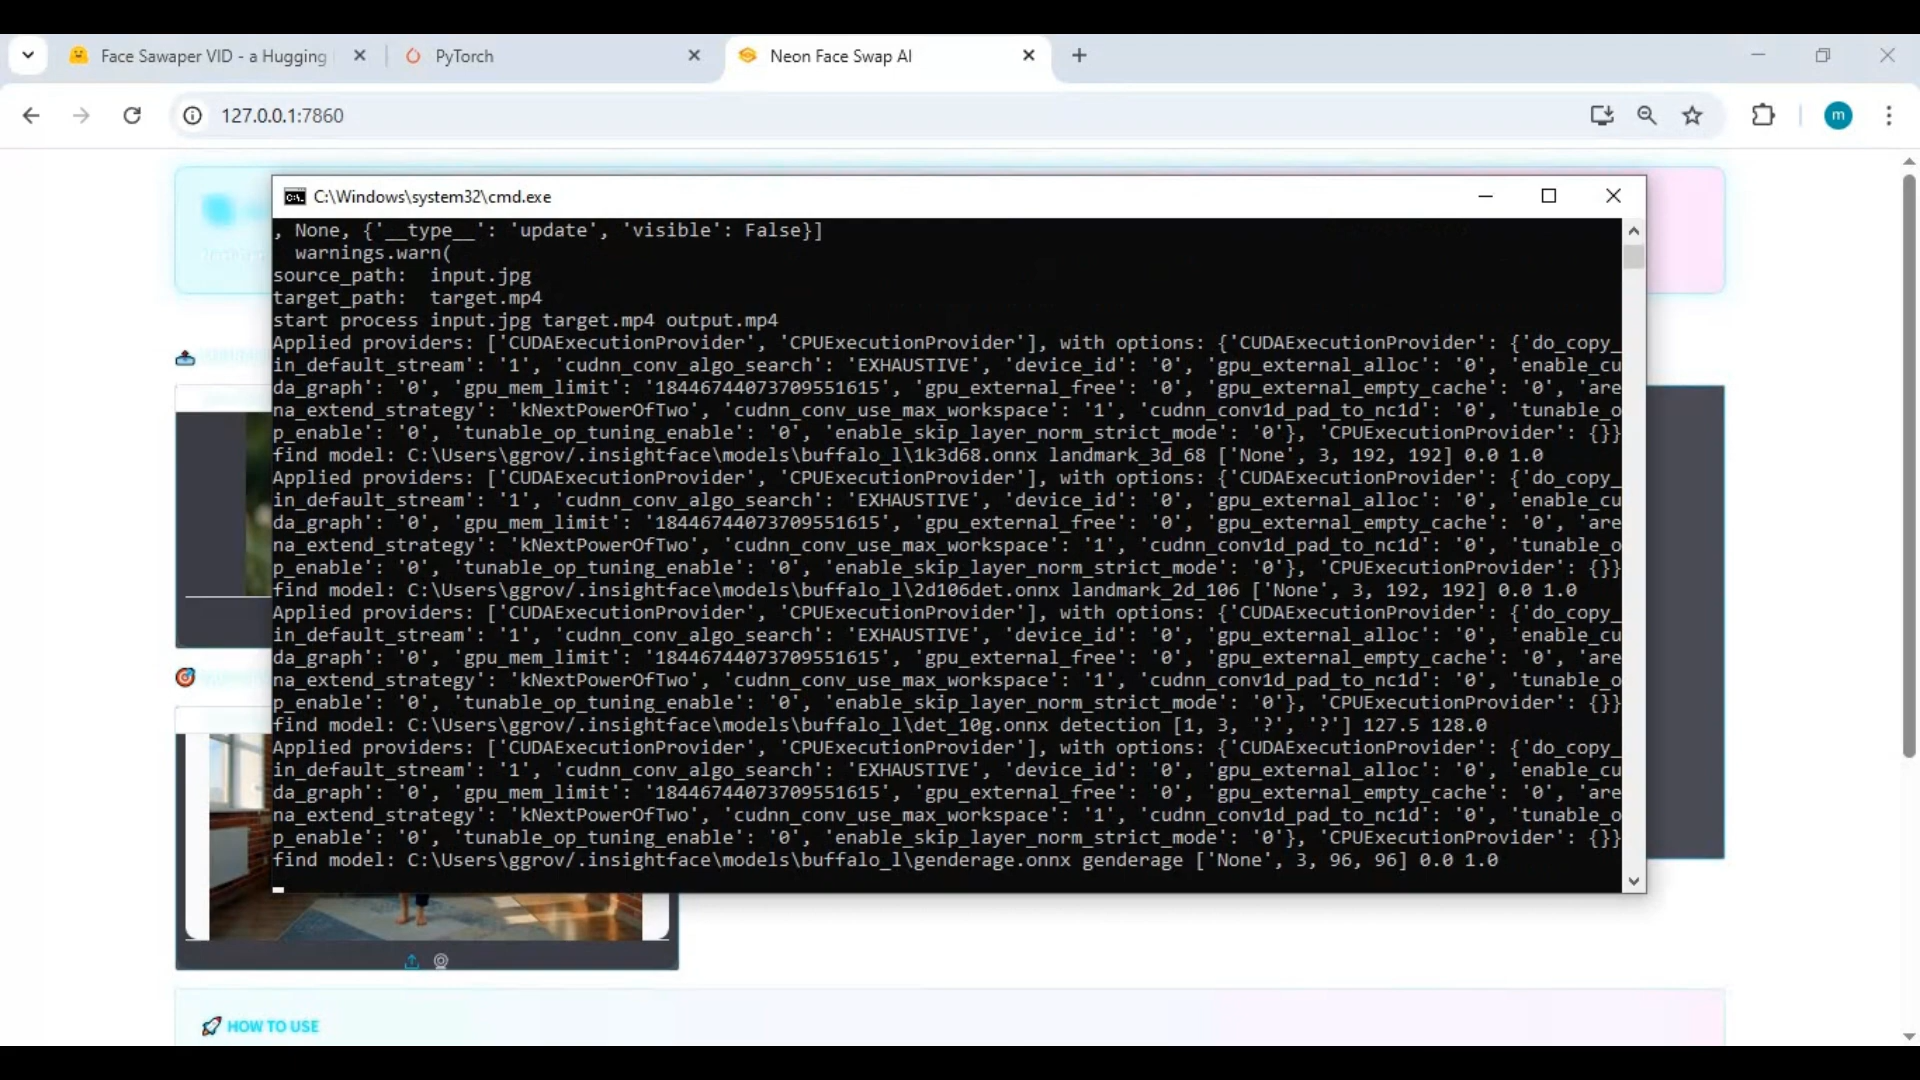 Face Sawaper VID - a Hugging
PyTorch
Neon Face Swap AI
127.0.0.1:7860
m
C:\Windows\system32\cmd.exe
, None, {'__type__': 'update', 'visible': False}]
warnings.warn(
source_path:  input.jpg
target_path:  target.mp4
start process input.jpg target.mp4 output.mp4
Applied providers: ['CUDAExecutionProvider', 'CPUExecutionProvider'], with options: {'CUDAExecutionProvider': {'do_copy_
in_default_stream': '1', 'cudnn_conv_algo_search': 'EXHAUSTIVE', 'device_id': '0', 'gpu_external_alloc': '0', 'enable_cu
da_graph': '0', 'gpu_mem_limit': '18446744073709551615', 'gpu_external_free': '0', 'gpu_external_empty_cache': '0', 'are
na_extend_strategy': 'kNextPowerOfTwo', 'cudnn_conv_use_max_workspace': '1', 'cudnn_conv1d_pad_to_nc1d': '0', 'tunable_o
p_enable': '0', 'tunable_op_tuning_enable': '0', 'enable_skip_layer_norm_strict_mode': '0'}, 'CPUExecutionProvider': {}}
find model: C:\Users\ggrov/.insightface\models\buffalo_l\1k3d68.onnx landmark_3d_68 ['None', 3, 192, 192] 0.0 1.0
Applied providers: ['CUDAExecutionProvider', 'CPUExecutionProvider'], with options: {'CUDAExecutionProvider': {'do_copy_
in_default_stream': '1', 'cudnn_conv_algo_search': 'EXHAUSTIVE', 'device_id': '0', 'gpu_external_alloc': '0', 'enable_cu
da_graph': '0', 'gpu_mem_limit': '18446744073709551615', 'gpu_external_free': '0', 'gpu_external_empty_cache': '0', 'are
na_extend_strategy': 'kNextPowerOfTwo', 'cudnn_conv_use_max_workspace': '1', 'cudnn_conv1d_pad_to_nc1d': '0', 'tunable_o
p_enable': '0', 'tunable_op_tuning_enable': '0', 'enable_skip_layer_norm_strict_mode': '0'}, 'CPUExecutionProvider': {}}
find model: C:\Users\ggrov/.insightface\models\buffalo_l\2d106det.onnx landmark_2d_106 ['None', 3, 192, 192] 0.0 1.0
Applied providers: ['CUDAExecutionProvider', 'CPUExecutionProvider'], with options: {'CUDAExecutionProvider': {'do_copy_
in_default_stream': '1', 'cudnn_conv_algo_search': 'EXHAUSTIVE', 'device_id': '0', 'gpu_external_alloc': '0', 'enable_cu
da_graph': '0', 'gpu_mem_limit': '18446744073709551615', 'gpu_external_free': '0', 'gpu_external_empty_cache': '0', 'are
na_extend_strategy': 'kNextPowerOfTwo', 'cudnn_conv_use_max_workspace': '1', 'cudnn_conv1d_pad_to_nc1d': '0', 'tunable_o
p_enable': '0', 'tunable_op_tuning_enable': '0', 'enable_skip_layer_norm_strict_mode': '0'}, 'CPUExecutionProvider': {}}
find model: C:\Users\ggrov/.insightface\models\buffalo_l\det_10g.onnx detection [1, 3, '?', '?'] 127.5 128.0
Applied providers: ['CUDAExecutionProvider', 'CPUExecutionProvider'], with options: {'CUDAExecutionProvider': {'do_copy_
in_default_stream': '1', 'cudnn_conv_algo_search': 'EXHAUSTIVE', 'device_id': '0', 'gpu_external_alloc': '0', 'enable_cu
da_graph': '0', 'gpu_mem_limit': '18446744073709551615', 'gpu_external_free': '0', 'gpu_external_empty_cache': '0', 'are
na_extend_strategy': 'kNextPowerOfTwo', 'cudnn_conv_use_max_workspace': '1', 'cudnn_conv1d_pad_to_nc1d': '0', 'tunable_o
p_enable': '0', 'tunable_op_tuning_enable': '0', 'enable_skip_layer_norm_strict_mode': '0'}, 'CPUExecutionProvider': {}}
find model: C:\Users\ggrov/.insightface\models\buffalo_l\genderage.onnx genderage ['None', 3, 96, 96] 0.0 1.0
HOW TO USE